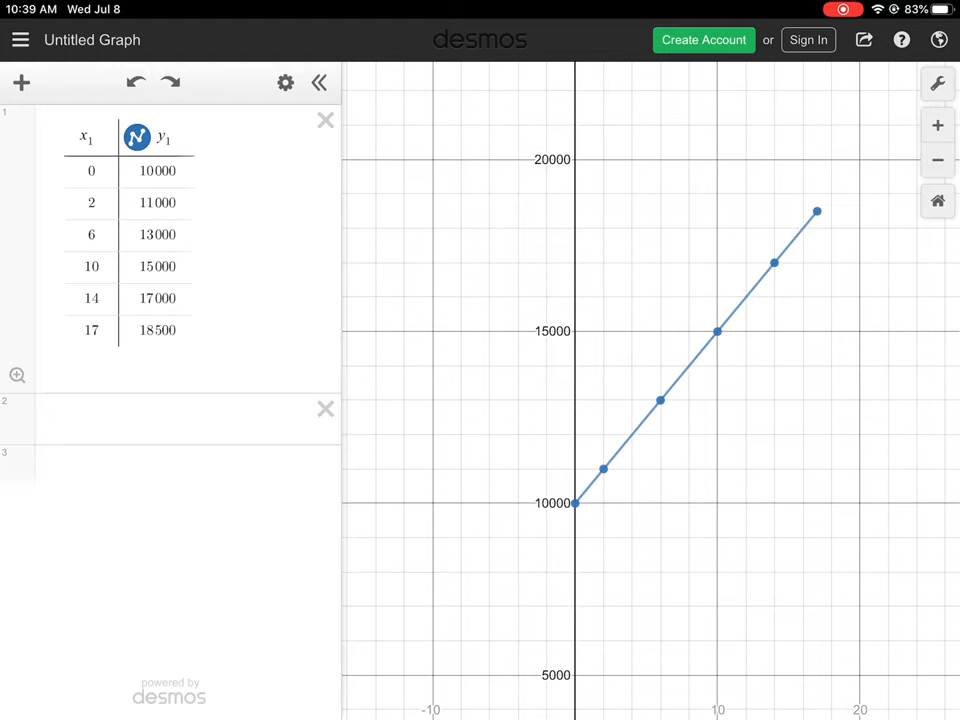 10:39 AM Wed Jul 8 83%
Untitled Graph desmos Create Account or Sign In
1
x₁ y₁
0 10000
2 11000
6 13000
10 15000
14 17000
17 18500
2
3
powered by
desmos
20000
15000
10000
5000
-10 10 20